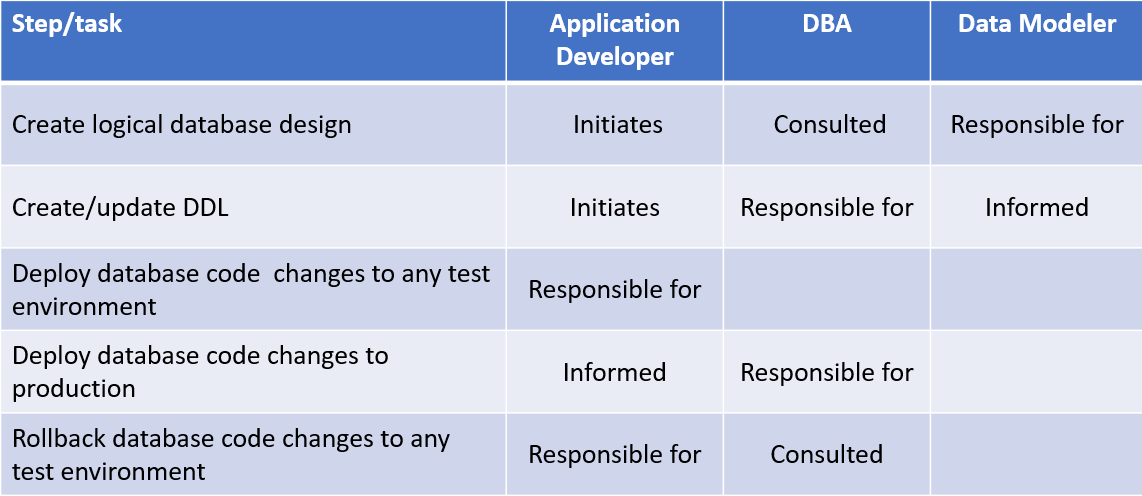 Step/task
Application
Developer
DBA
Data Modeler
Create logical database design
Initiates
Consulted
Responsible for
Create/update DDL
Initiates
Responsible for
Informed
Deploy database code  changes to any test
environment
Responsible for
Deploy database code changes to
production
Informed
Responsible for
Rollback database code changes to any
test environment
Responsible for
Consulted